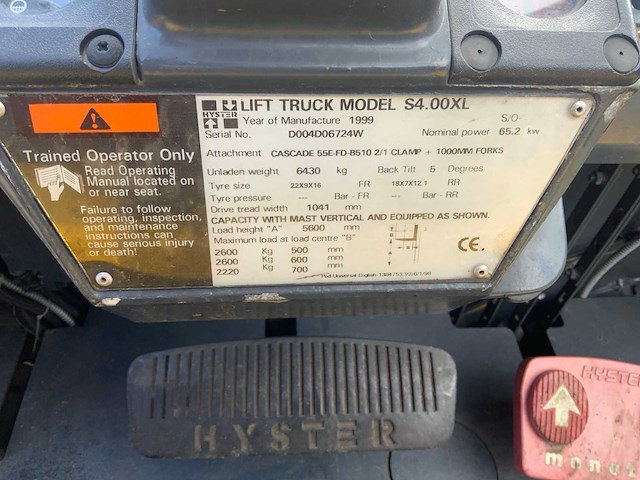 HYSTER
LIFT TRUCK MODEL S4.00XL
Year of Manufacture 1999 S/O-
Serial No. D004D06724W Nominal power 65.2 kw
Attachment CASCADE 55E-FD-B510 2/1 CLAMP + 1000MM FORKS
Unladen weight 6430 kg Back Tilt 5 Degrees
Tyre size 22X9X16 FR 18X7X12.1 RR
Tyre pressure --- Bar - FR --- Bar - RR
Drive tread width 1041 mm
CAPACITY WITH MAST VERTICAL AND EQUIPPED AS SHOWN.
Load height "A" 5600 mm
Maximum load at load centre "B"
2600 Kg 500 mm
2600 Kg 600 mm
2220 Kg 700 mm
CE.
Trained Operator Only
Read Operating
Manual located on
or near seat.
Failure to follow
operating, inspection,
and maintenance
instructions can
cause serious injury
or death!
HYSTER
HYSTER